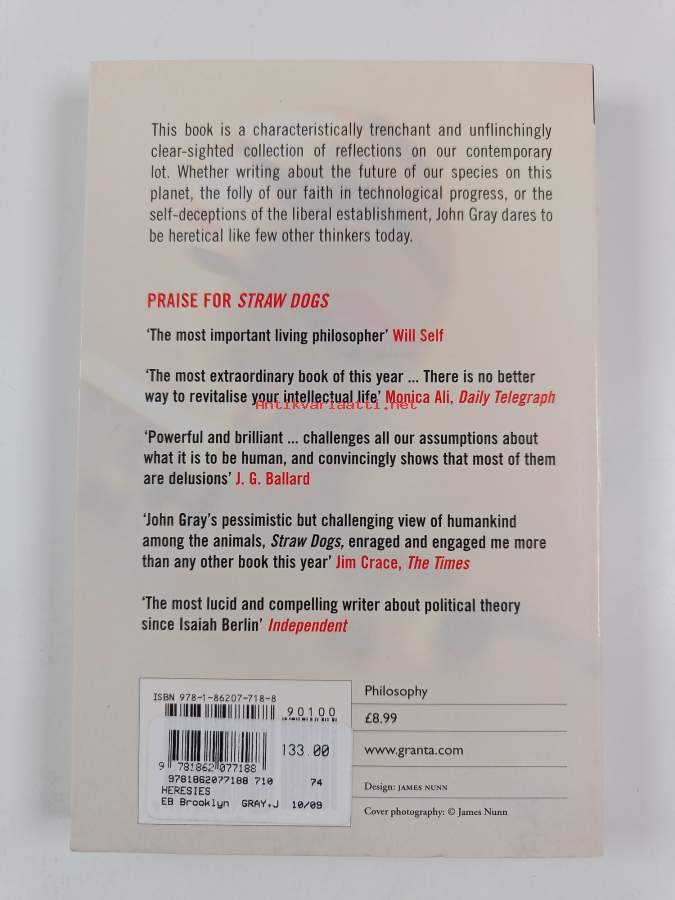 This book is a characteristically trenchant and unflinchingly
clear-sighted collection of reflections on our contemporary
lot. Whether writing about the future of our species on this
planet, the folly of our faith in technological progress, or the
self-deceptions of the liberal establishment, John Gray dares to
be heretical like few other thinkers today.
PRAISE FOR STRAW DOGS
‘The most important living philosopher’ Will Self
‘The most extraordinary book of this year ... There is no better
way to revitalise your intellectual life’ Monica Ali, Daily Telegraph
Antikvariaatti.net
‘Powerful and brilliant ... challenges all our assumptions about
what it is to be human, and convincingly shows that most of them
are delusions’ J. G. Ballard
‘John Gray’s pessimistic but challenging view of humankind
among the animals, Straw Dogs, enraged and engaged me more
than any other book this year’ Jim Crace, The Times
‘The most lucid and compelling writer about political theory
since Isaiah Berlin’ Independent
ISBN 978-1-86207-718-8
90100
133.00
9 781862 077188
9781862077188 710 74
HERESIES
EB Brooklyn GRAY,J 10/09
Philosophy
£8.99
www.granta.com
Design: JAMES NUNN
Cover photography: © James Nunn